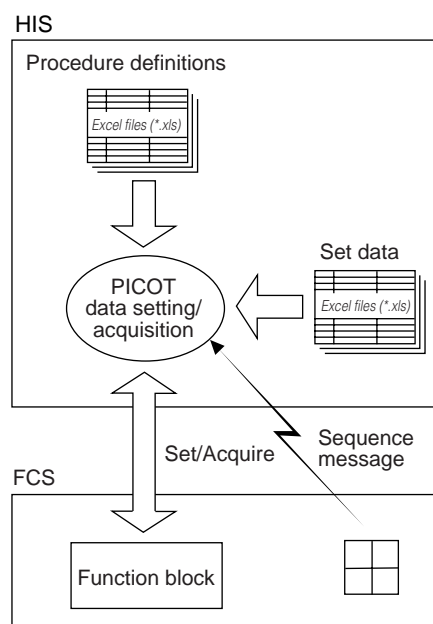 HIS
Procedure definitions
Excel files (*.xls)
Set data
PICOT
data setting/
acquisition
Excel files (*.xls)
Set/Acquire
Sequence
message
FCS
Function block